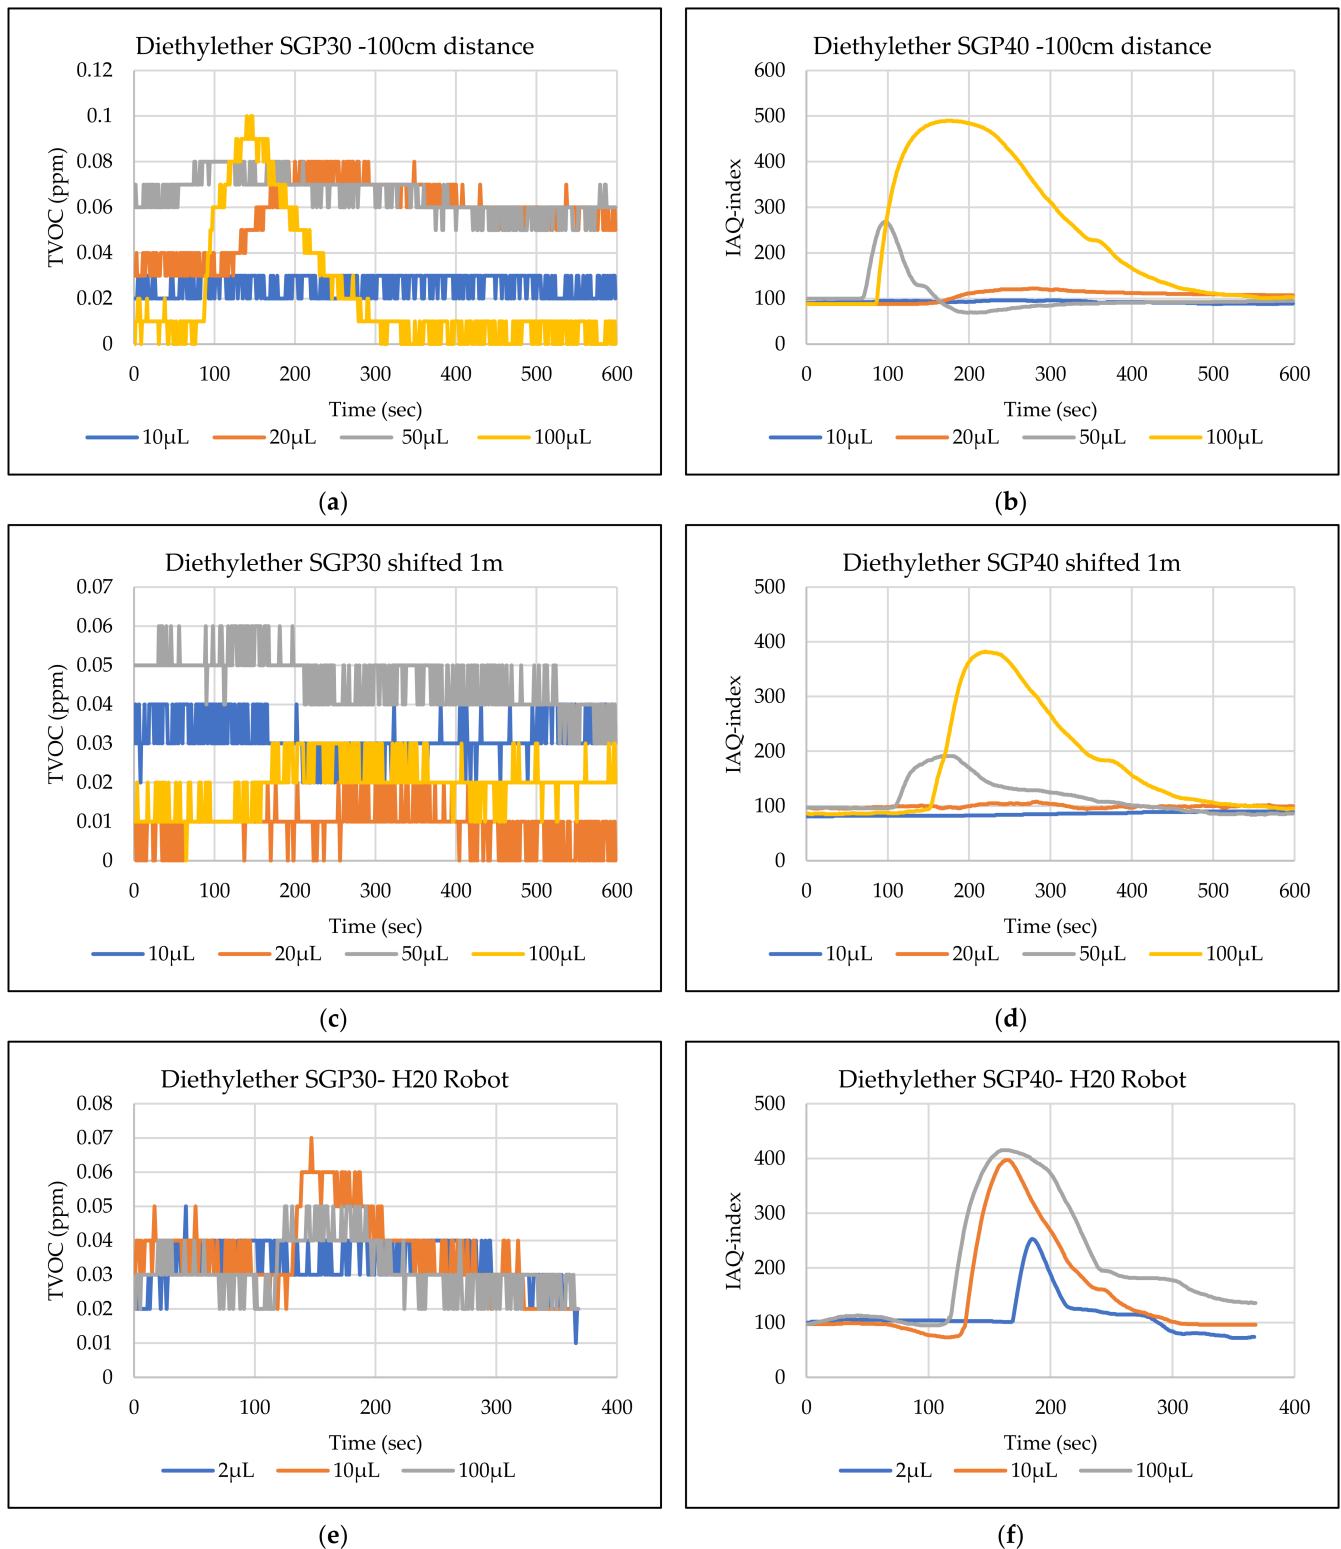 Diethylether SGP30 -100cm distance
0.12
0.1
0.08
0.06
0.04
0.02
0
TVOC (ppm)
0 100 200 300 400 500 600
Time (sec)
10µL 20µL 50µL 100µL
(a)
Diethylether SGP40 -100cm distance
600
500
400
300
200
100
0
IAQ-index
0 100 200 300 400 500 600
Time (sec)
10µL 20µL 50µL 100µL
(b)
Diethylether SGP30 shifted 1m
0.07
0.06
0.05
0.04
0.03
0.02
0.01
0
TVOC (ppm)
0 100 200 300 400 500 600
Time (sec)
10µL 20µL 50µL 100µL
(c)
Diethylether SGP40 shifted 1m
500
400
300
200
100
0
IAQ-index
0 100 200 300 400 500 600
Time (sec)
10µL 20µL 50µL 100µL
(d)
Diethylether SGP30- H20 Robot
0.08
0.07
0.06
0.05
0.04
0.03
0.02
0.01
0
TVOC (ppm)
0 100 200 300 400
Time (sec)
2µL 10µL 100µL
(e)
Diethylether SGP40- H20 Robot
500
400
300
200
100
0
IAQ-index
0 100 200 300 400
Time (sec)
2µL 10µL 100µL
(f)